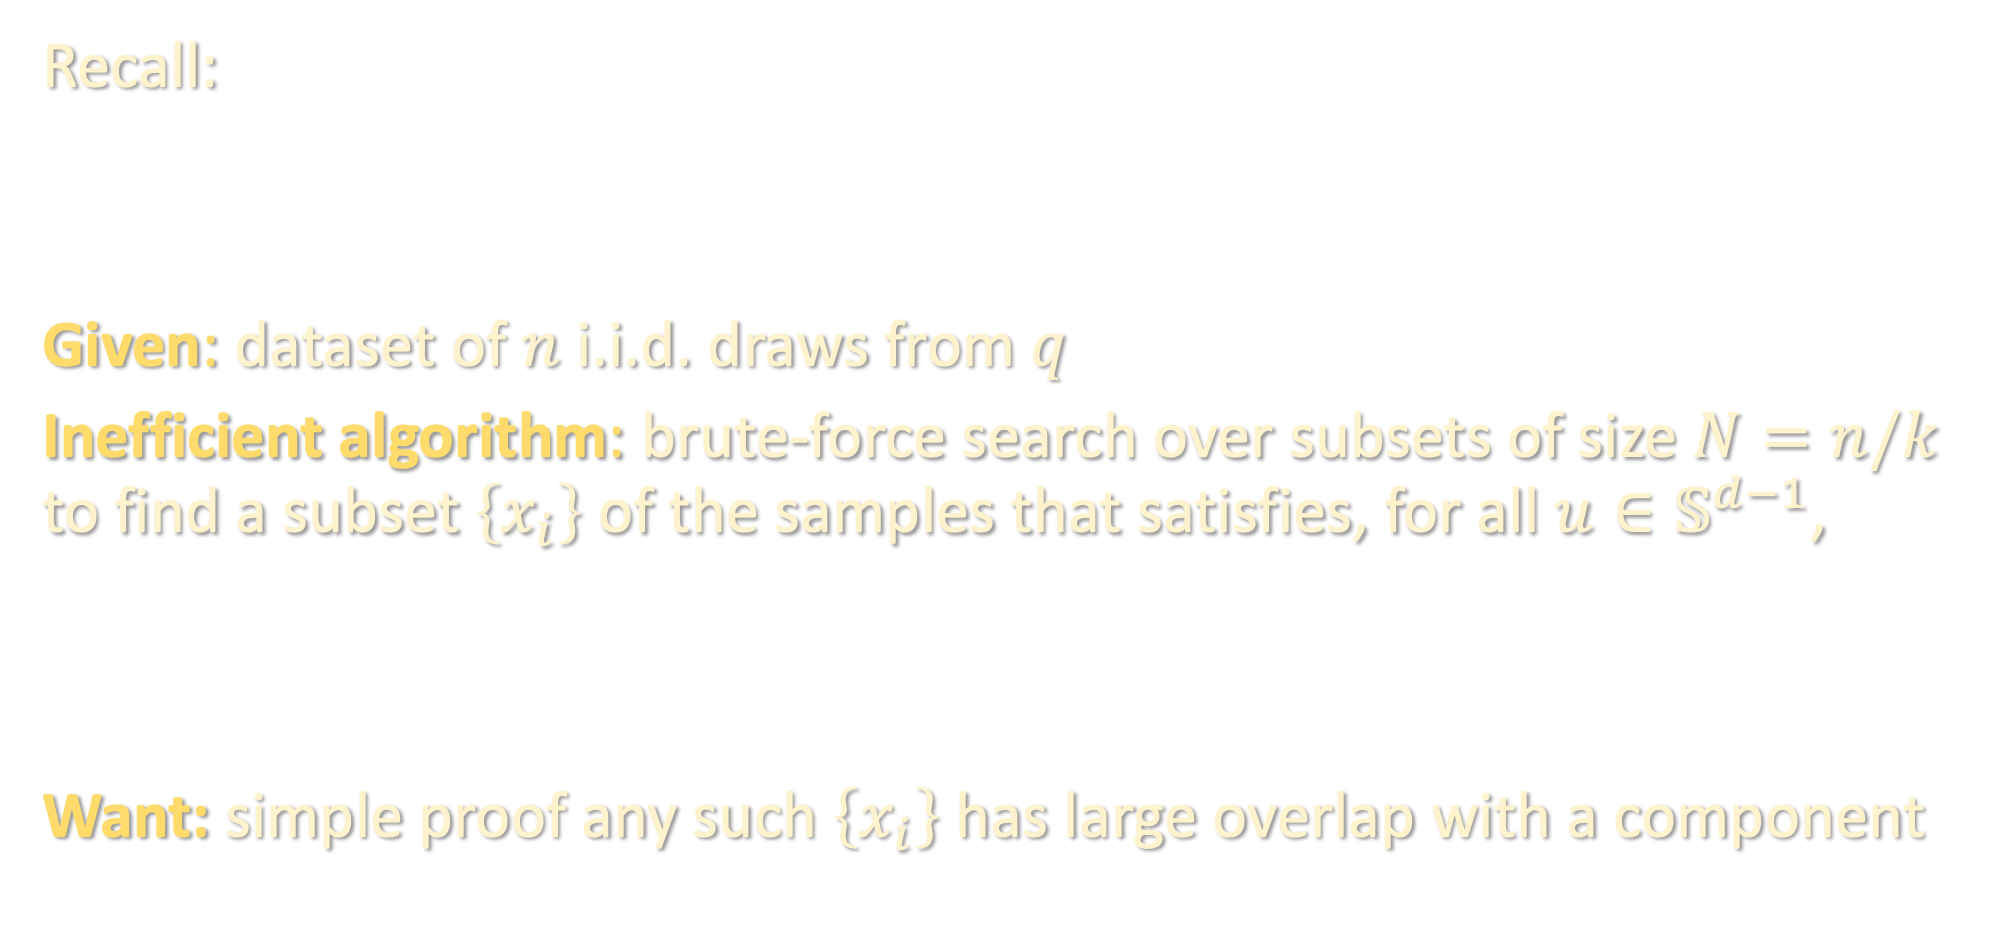 Recall:
Given: dataset of 𝑛 i.i.d. draws from 𝑞
Inefficient algorithm: brute-force search over subsets of size 𝑁 = 𝑛/𝑘
to find a subset {𝑥ᵢ} of the samples that satisfies, for all 𝑢 ∈ 𝕊^{𝑑−1},
Want: simple proof any such {𝑥ᵢ} has large overlap with a component